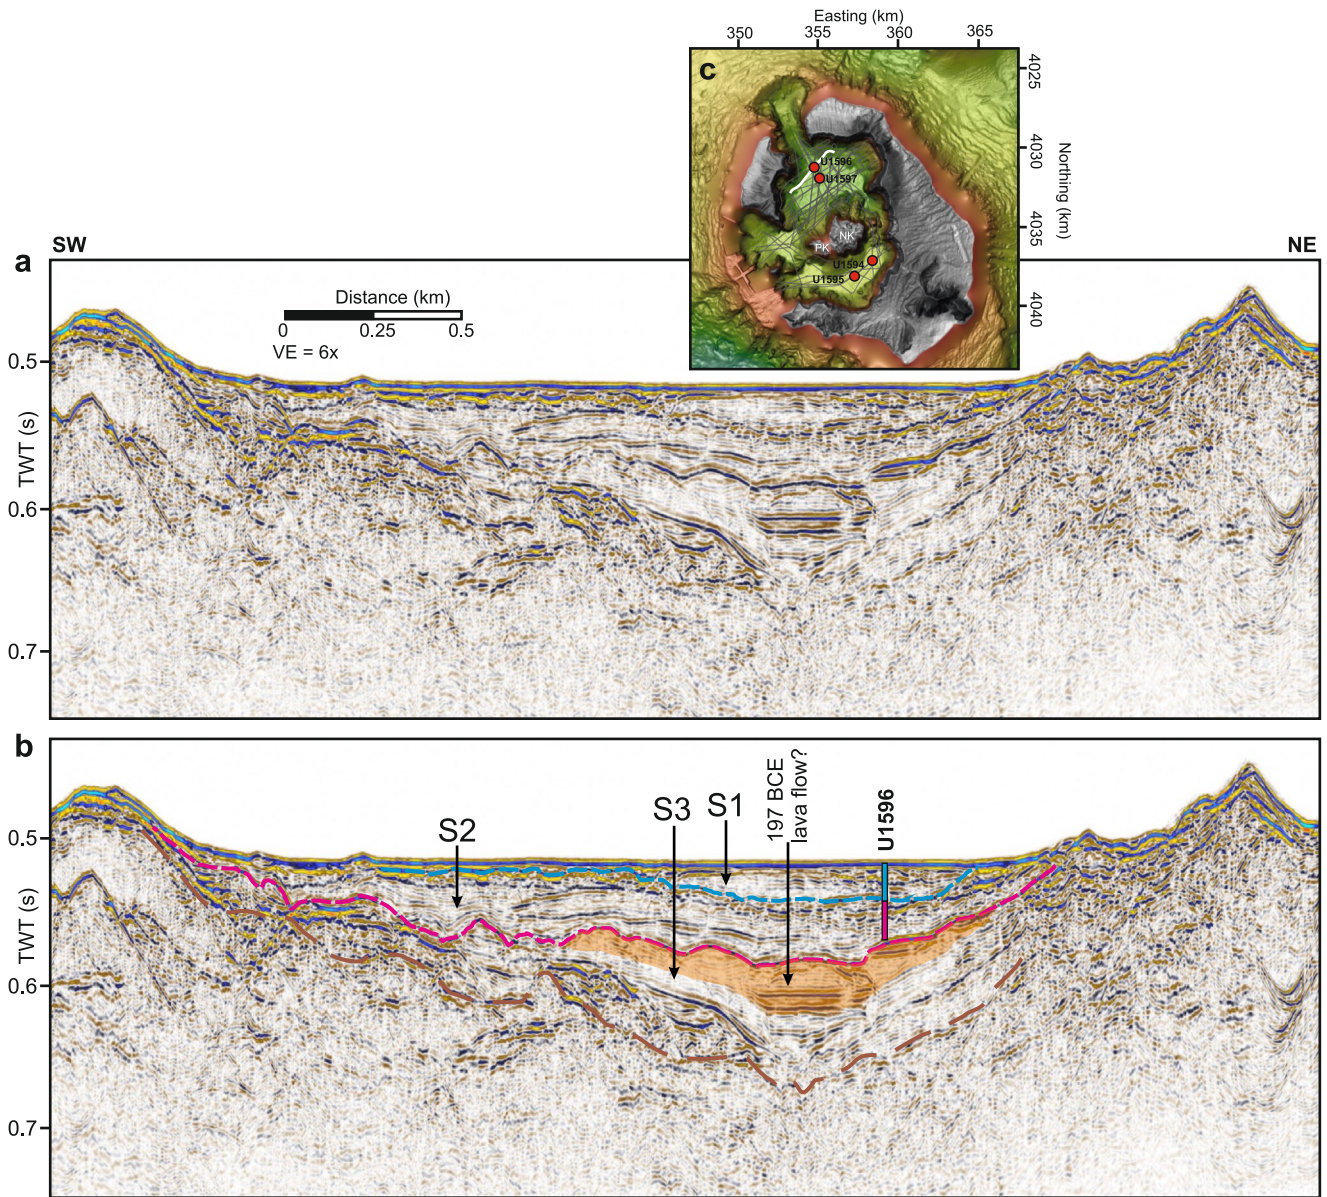 Easting (km)
350 355 360 365
c
4025
4030
4035
4040
Northing (km)
U1596
U1597
NK
PK
U1594
U1595
SW
NE
a
Distance (km)
0 0.25 0.5
VE = 6x
0.5
0.6
0.7
TWT (s)
b
S2
S3
S1
197 BCE
lava flow?
U1596
0.5
0.6
0.7
TWT (s)